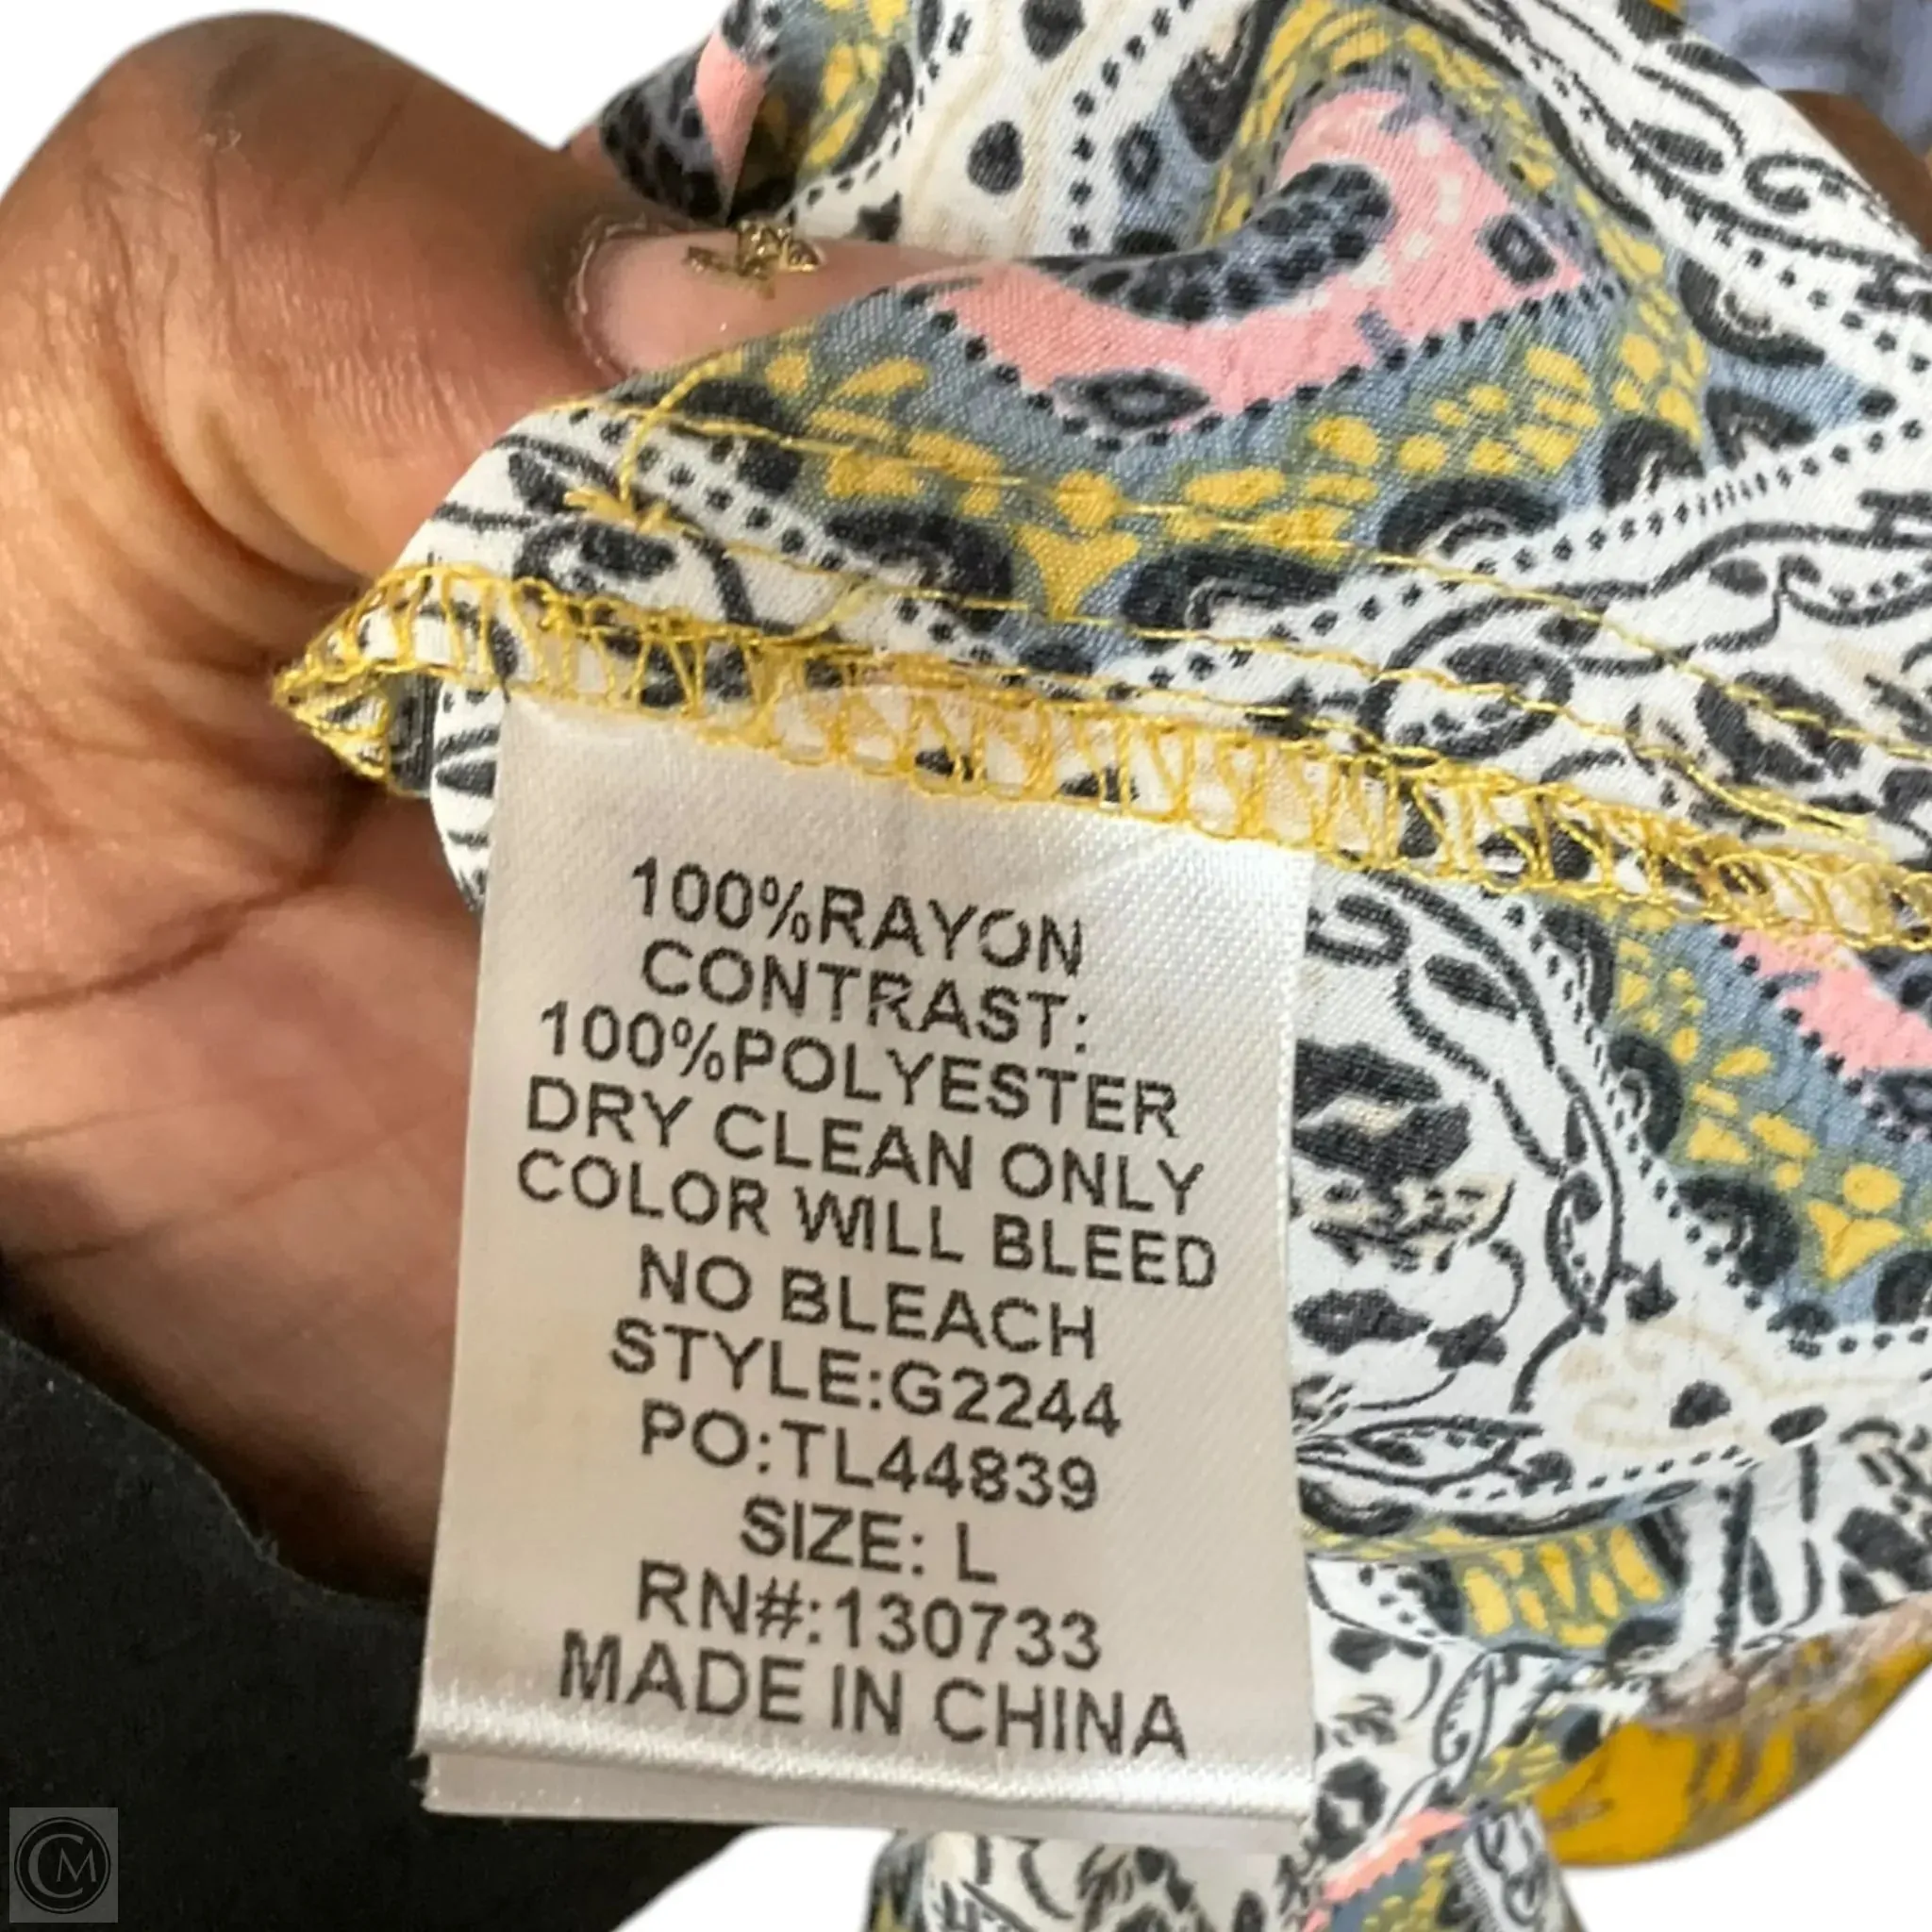 100%RAYON
CONTRAST:
100%POLYESTER
DRY CLEAN ONLY
COLOR WILL BLEED
NO BLEACH
STYLE:G2244
PO:TL44839
SIZE: L
RN#:130733
MADE IN CHINA
CM